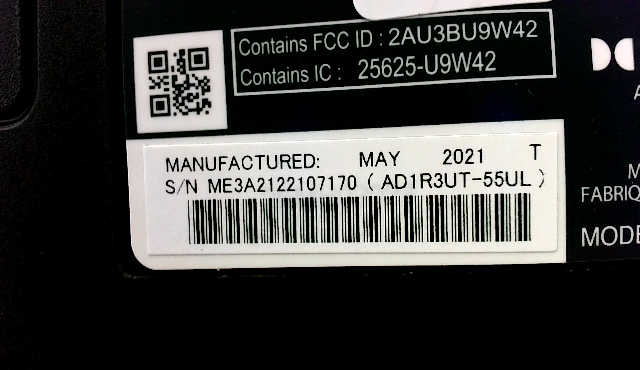 Contains FCC ID : 2AU3BU9W42
Contains IC : 25625-U9W42
MANUFACTURED: MAY 2021 T
S/N ME3A2122107170 ( AD1R3UT-55UL )
FABRIQ
MODE